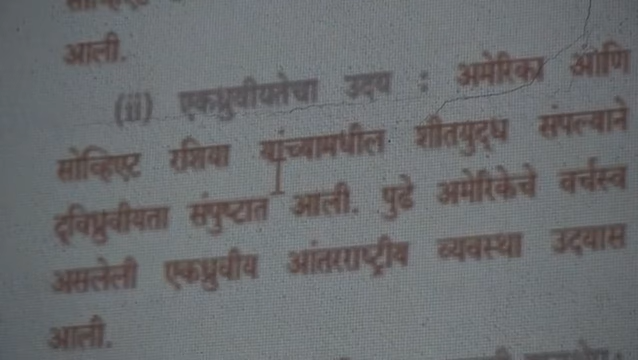 आली.
(ii) एकध्रुवीयतेचा उदय : अमेरिका आणि
सोव्हिएट रशिया यांच्यामधील शीतयुद्ध संपल्याने
द्विध्रुवीयता संपुष्टात आली. पुढे अमेरिकेचे वर्चस्व
असलेली एकध्रुवीय आंतरराष्ट्रीय व्यवस्था उदयास
आली.